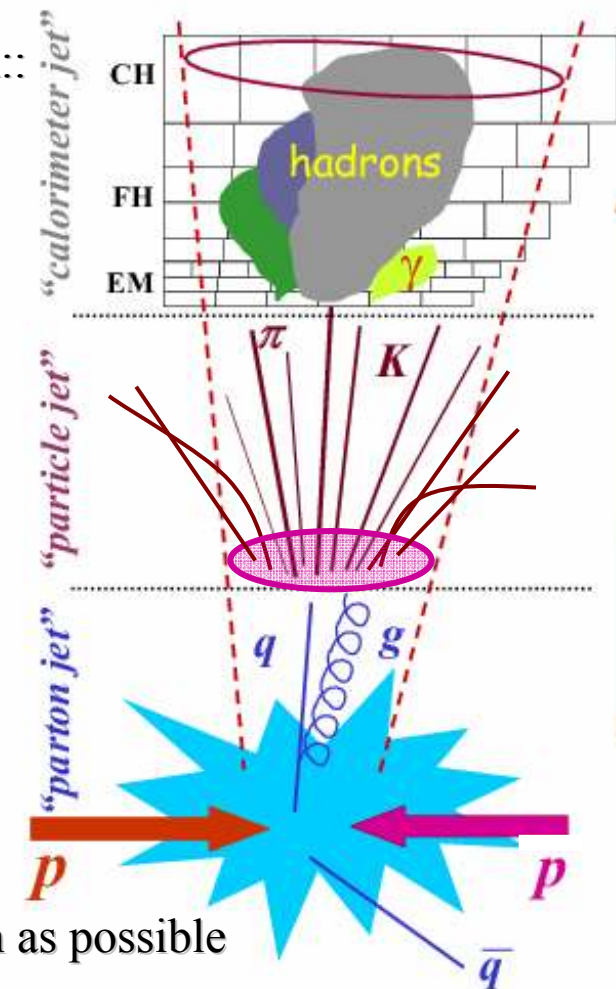 ::
"calorimeter jet"
CH
FH
EM
hadrons
γ
"particle jet"
π
K
"parton jet"
q
g
p
p
as possible
q̅